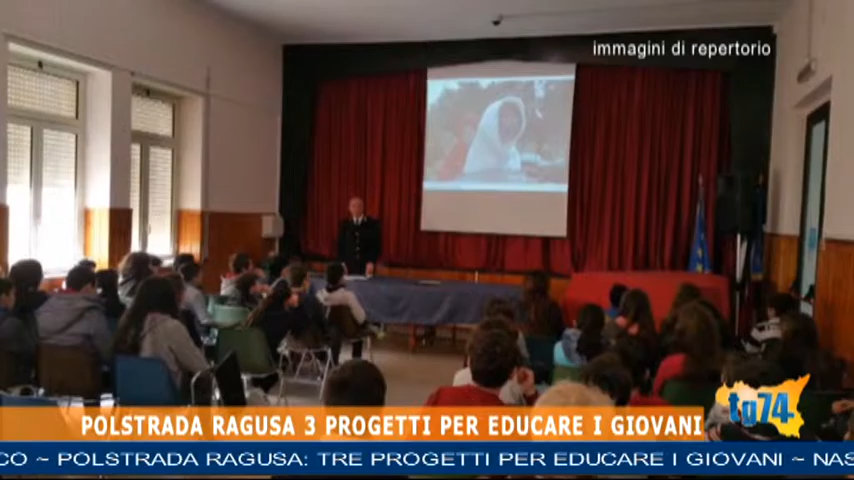 immagini di repertorio
tg74
POLSTRADA RAGUSA 3 PROGETTI PER EDUCARE I GIOVANI
CO ~ POLSTRADA RAGUSA: TRE PROGETTI PER EDUCARE I GIOVANI ~ NAS